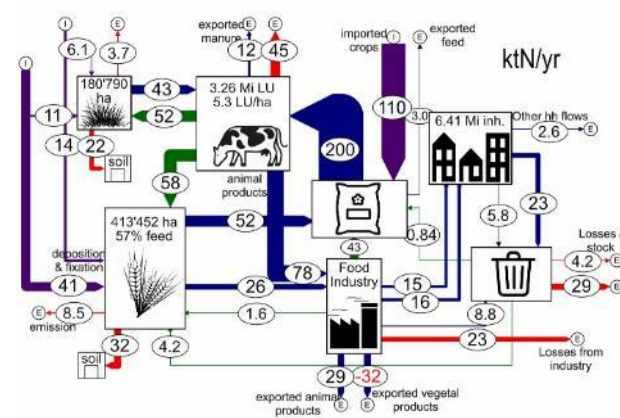 exported
manure
imported
crops
exported
feed
ktN/yr
I
I
E
E
E
I
E
6.1
3.7
12
45
180'790
ha
43
3.26 Mi LU
5.3 LU/ha
110
3.0
6.41 Mi inh.
Other hh flows
2.6
E
I
11
52
14
22
soil
200
58
animal
products
5.8
23
413'452 ha
57% feed
52
0.84
Losses
stock
deposition
& fixation
43
4.2
E
41
78
Food
Industry
26
15
16
29
E
E
8.5
emission
1.6
8.8
32
soil
4.2
23
E
Losses from
industry
29
-32
exported animal
products
E
E
exported vegetal
products